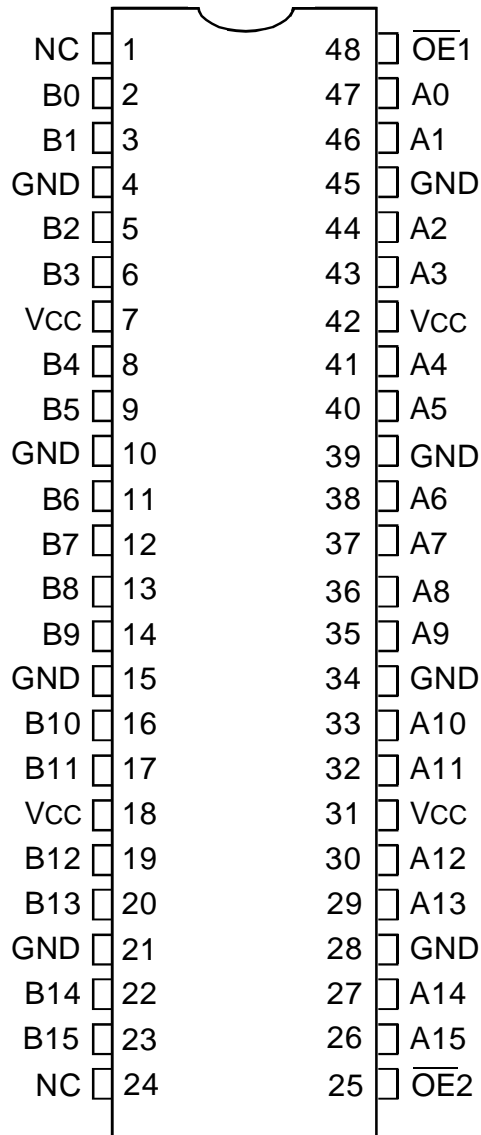 NC 1 48 O̅E̅1
B0 2 47 A0
B1 3 46 A1
GND 4 45 GND
B2 5 44 A2
B3 6 43 A3
VCC 7 42 VCC
B4 8 41 A4
B5 9 40 A5
GND 10 39 GND
B6 11 38 A6
B7 12 37 A7
B8 13 36 A8
B9 14 35 A9
GND 15 34 GND
B10 16 33 A10
B11 17 32 A11
VCC 18 31 VCC
B12 19 30 A12
B13 20 29 A13
GND 21 28 GND
B14 22 27 A14
B15 23 26 A15
NC 24 25 O̅E̅2